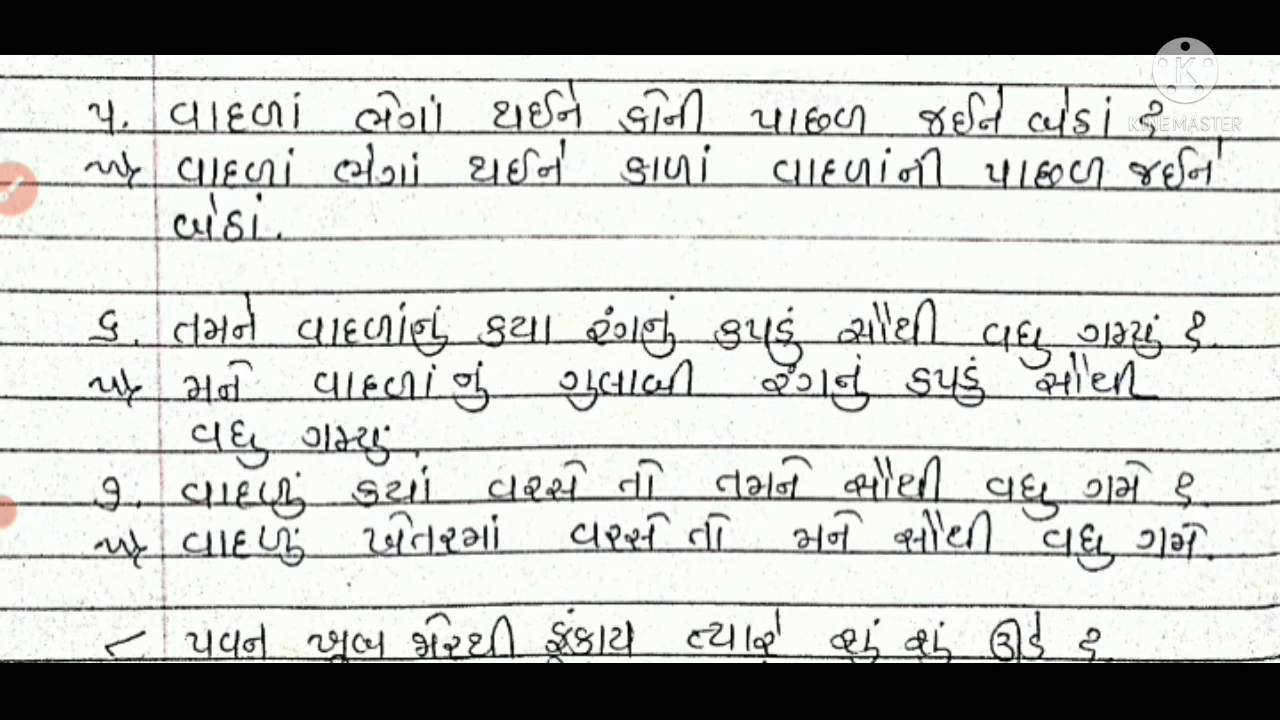 KINEMASTER
૫. વાદળાં ભેગાં થઈને કોની પાછળ જઈને બેઠાં ?
જ. વાદળાં ભેગાં થઈને કાળાં વાદળાંની પાછળ જઈને
બેઠાં.
૬. તમને વાદળાંનું કયા રંગનું કપડું સૌથી વધુ ગમ્યું ?
જ. મને વાદળાંનું ગુલાબી રંગનું કપડું સૌથી
વધુ ગમ્યું.
૭. વાદળું કયાં વરસે તો તમને સૌથી વધુ ગમે ?
જ. વાદળું ખેતરમાં વરસે તો મને સૌથી વધુ ગમે.
૮ પવન ખૂબ જોરથી ફૂંકાય ત્યારે શું શું ઊડે ?